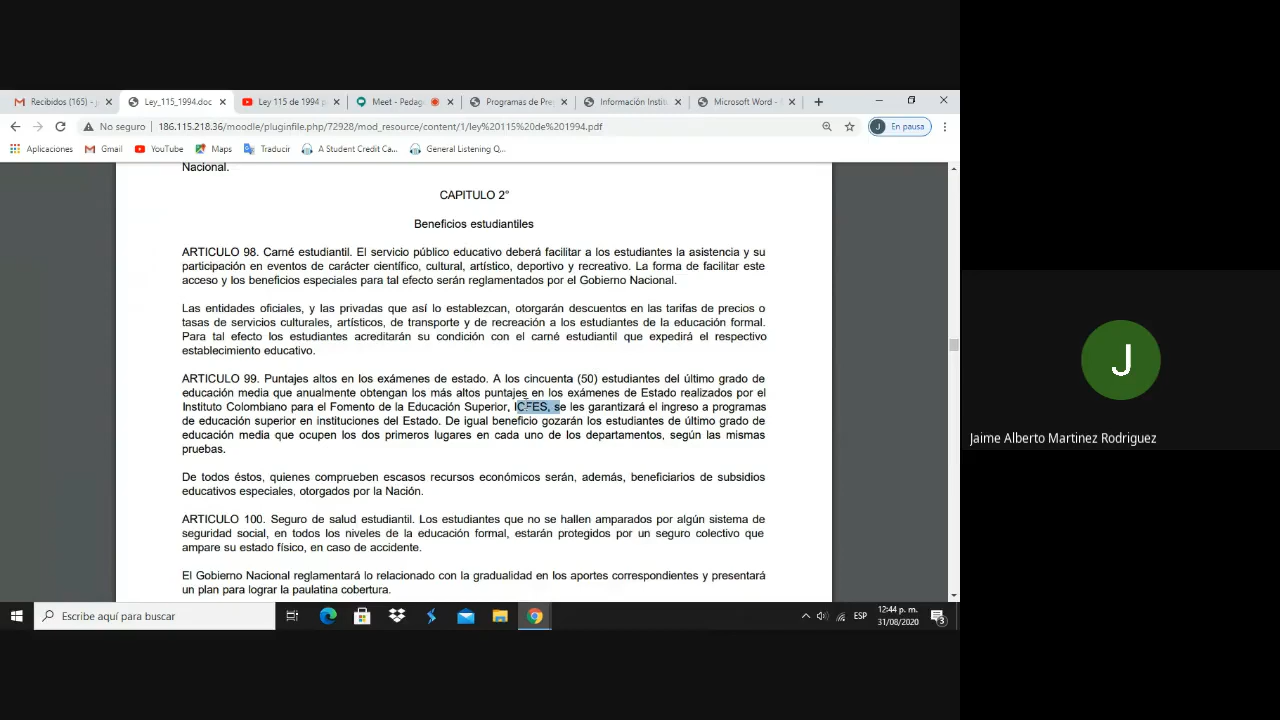 Recibidos (165) - j
Ley_115_1994.doc
Ley 115 de 1994 p
Meet - Pedag
Programas de Pre
Información Instit
Microsoft Word -
No seguro
186.115.218.36/moodle/pluginfile.php/72928/mod_resource/content/1/ley%20115%20de%201994.pdf
J
En pausa
Aplicaciones
Gmail
YouTube
Maps
Traducir
A Student Credit Ca...
General Listening Q...
Nacional.
CAPITULO 2°
Beneficios estudiantiles
ARTICULO 98. Carné estudiantil. El servicio público educativo deberá facilitar a los estudiantes la asistencia y su
participación en eventos de carácter científico, cultural, artístico, deportivo y recreativo. La forma de facilitar este
acceso y los beneficios especiales para tal efecto serán reglamentados por el Gobierno Nacional.
Las entidades oficiales, y las privadas que así lo establezcan, otorgarán descuentos en las tarifas de precios o
tasas de servicios culturales, artísticos, de transporte y de recreación a los estudiantes de la educación formal.
Para tal efecto los estudiantes acreditarán su condición con el carné estudiantil que expedirá el respectivo
establecimiento educativo.
ARTICULO 99. Puntajes altos en los exámenes de estado. A los cincuenta (50) estudiantes del último grado de
educación media que anualmente obtengan los más altos puntajes en los exámenes de Estado realizados por el
Instituto Colombiano para el Fomento de la Educación Superior, ICFES, se les garantizará el ingreso a programas
de educación superior en instituciones del Estado. De igual beneficio gozarán los estudiantes de último grado de
educación media que ocupen los dos primeros lugares en cada uno de los departamentos, según las mismas
pruebas.
De todos éstos, quienes comprueben escasos recursos económicos serán, además, beneficiarios de subsidios
educativos especiales, otorgados por la Nación.
ARTICULO 100. Seguro de salud estudiantil. Los estudiantes que no se hallen amparados por algún sistema de
seguridad social, en todos los niveles de la educación formal, estarán protegidos por un seguro colectivo que
ampare su estado físico, en caso de accidente.
El Gobierno Nacional reglamentará lo relacionado con la gradualidad en los aportes correspondientes y presentará
un plan para lograr la paulatina cobertura.
J
Jaime Alberto Martinez Rodriguez
Escribe aquí para buscar
ESP
12:44 p. m.
31/08/2020
3